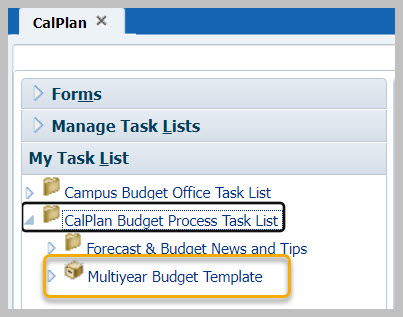 CalPlan
Forms
Manage Task Lists
My Task List
Campus Budget Office Task List
CalPlan Budget Process Task List
Forecast & Budget News and Tips
Multiyear Budget Template